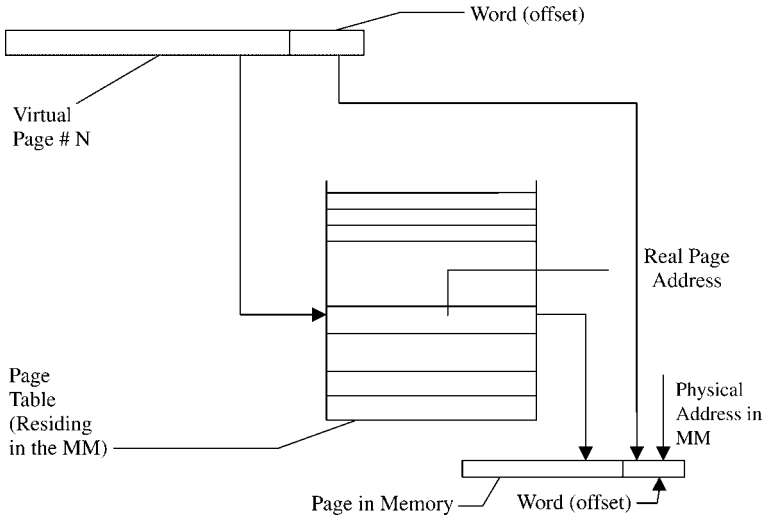 Word (offset)
Virtual
Page # N
Real Page
Address
Page
Table
(Residing
in the MM)
Physical
Address in
MM
Page in Memory
Word (offset)